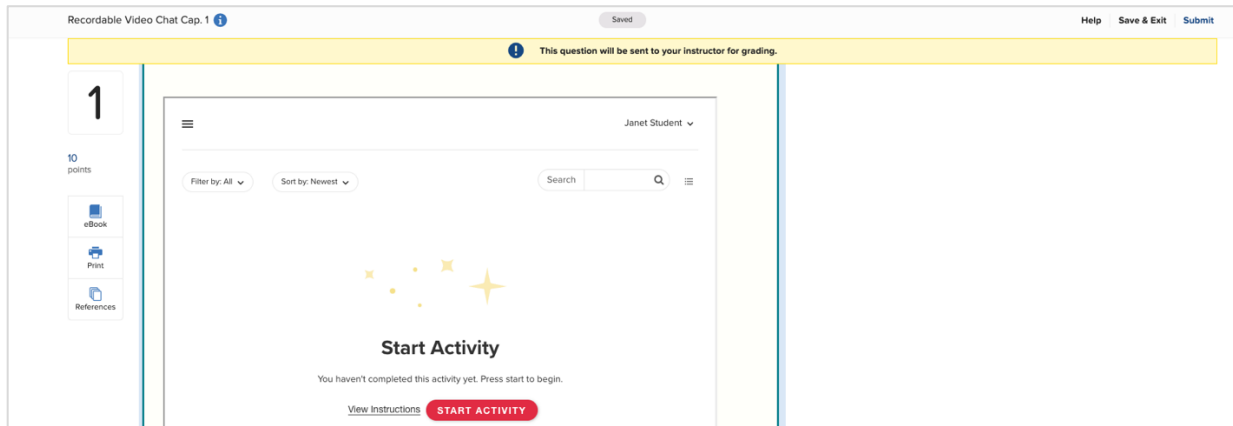 Recordable Video Chat Cap. 1 i
Saved
Help Save & Exit Submit
! This question will be sent to your instructor for grading.
1
10
points
eBook
Print
References
Janet Student
Filter by: All Sort by: Newest Search
Start Activity
You haven't completed this activity yet. Press start to begin.
View Instructions START ACTIVITY